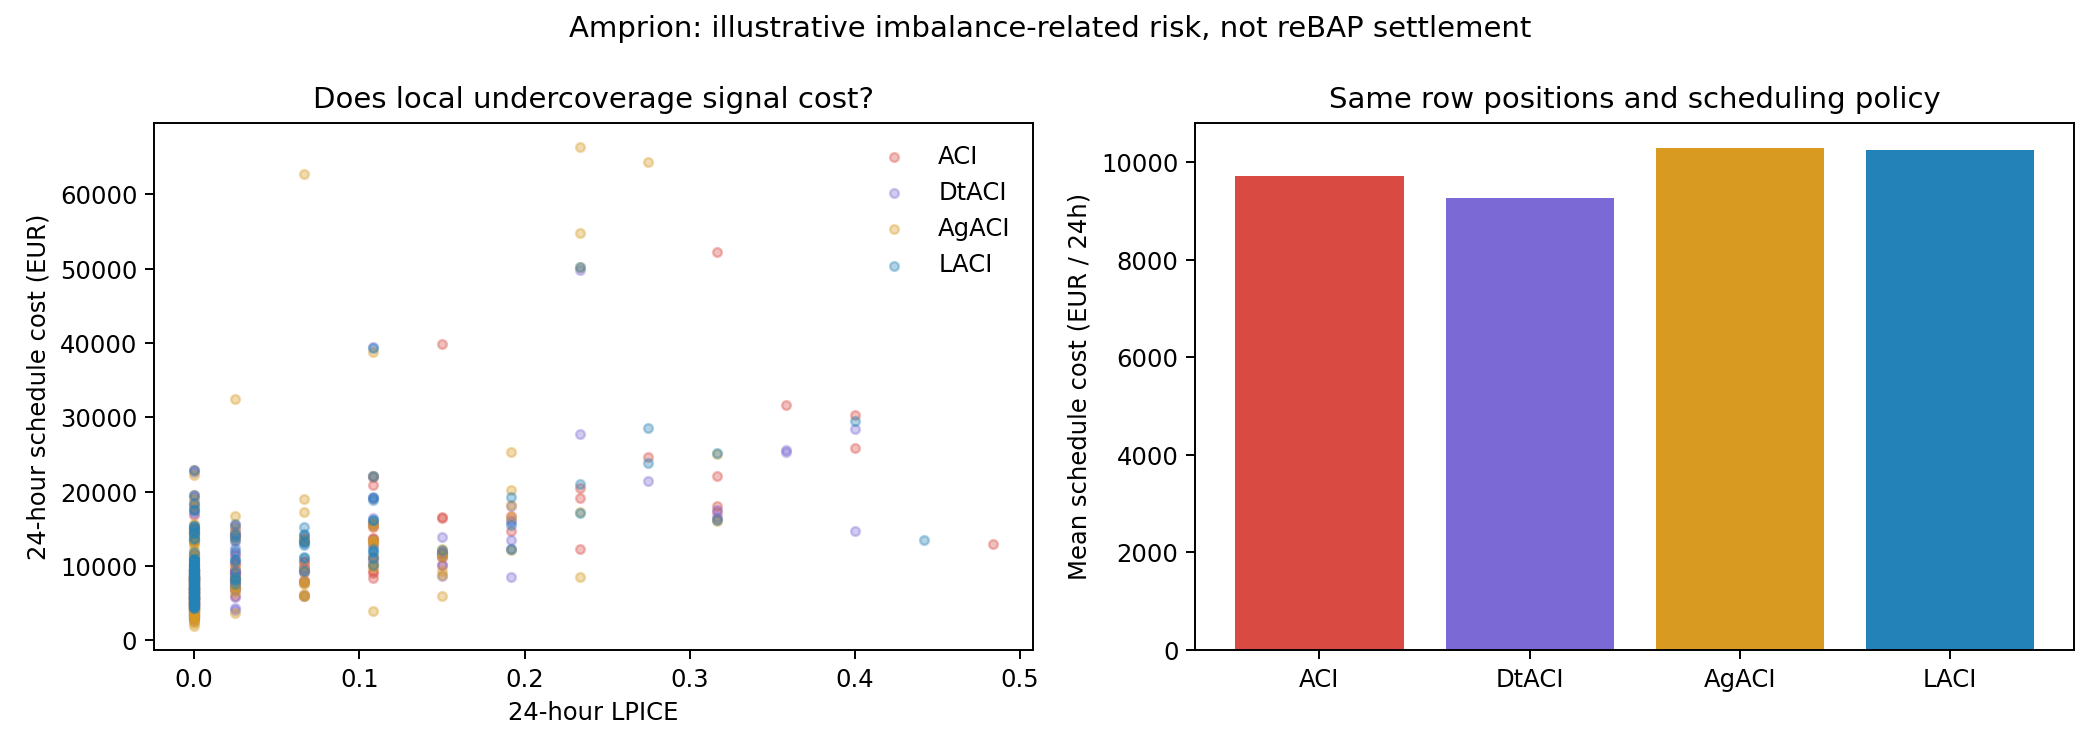 Amprion: illustrative imbalance-related risk, not reBAP settlement
Does local undercoverage signal cost?
24-hour schedule cost (EUR)
60000
50000
40000
30000
20000
10000
0
ACI
DtACI
AgACI
LACI
0.0 0.1 0.2 0.3 0.4 0.5
24-hour LPICE
Same row positions and scheduling policy
Mean schedule cost (EUR / 24h)
10000
8000
6000
4000
2000
0
ACI DtACI AgACI LACI